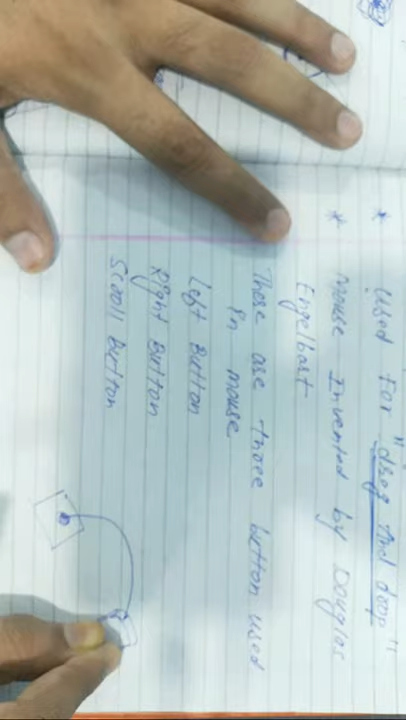 * Used For "drag And drop"
* Mouse Invented by Douglas
Engelbart
There are three button used
in mouse
Left Button
Right Button
Scroll button